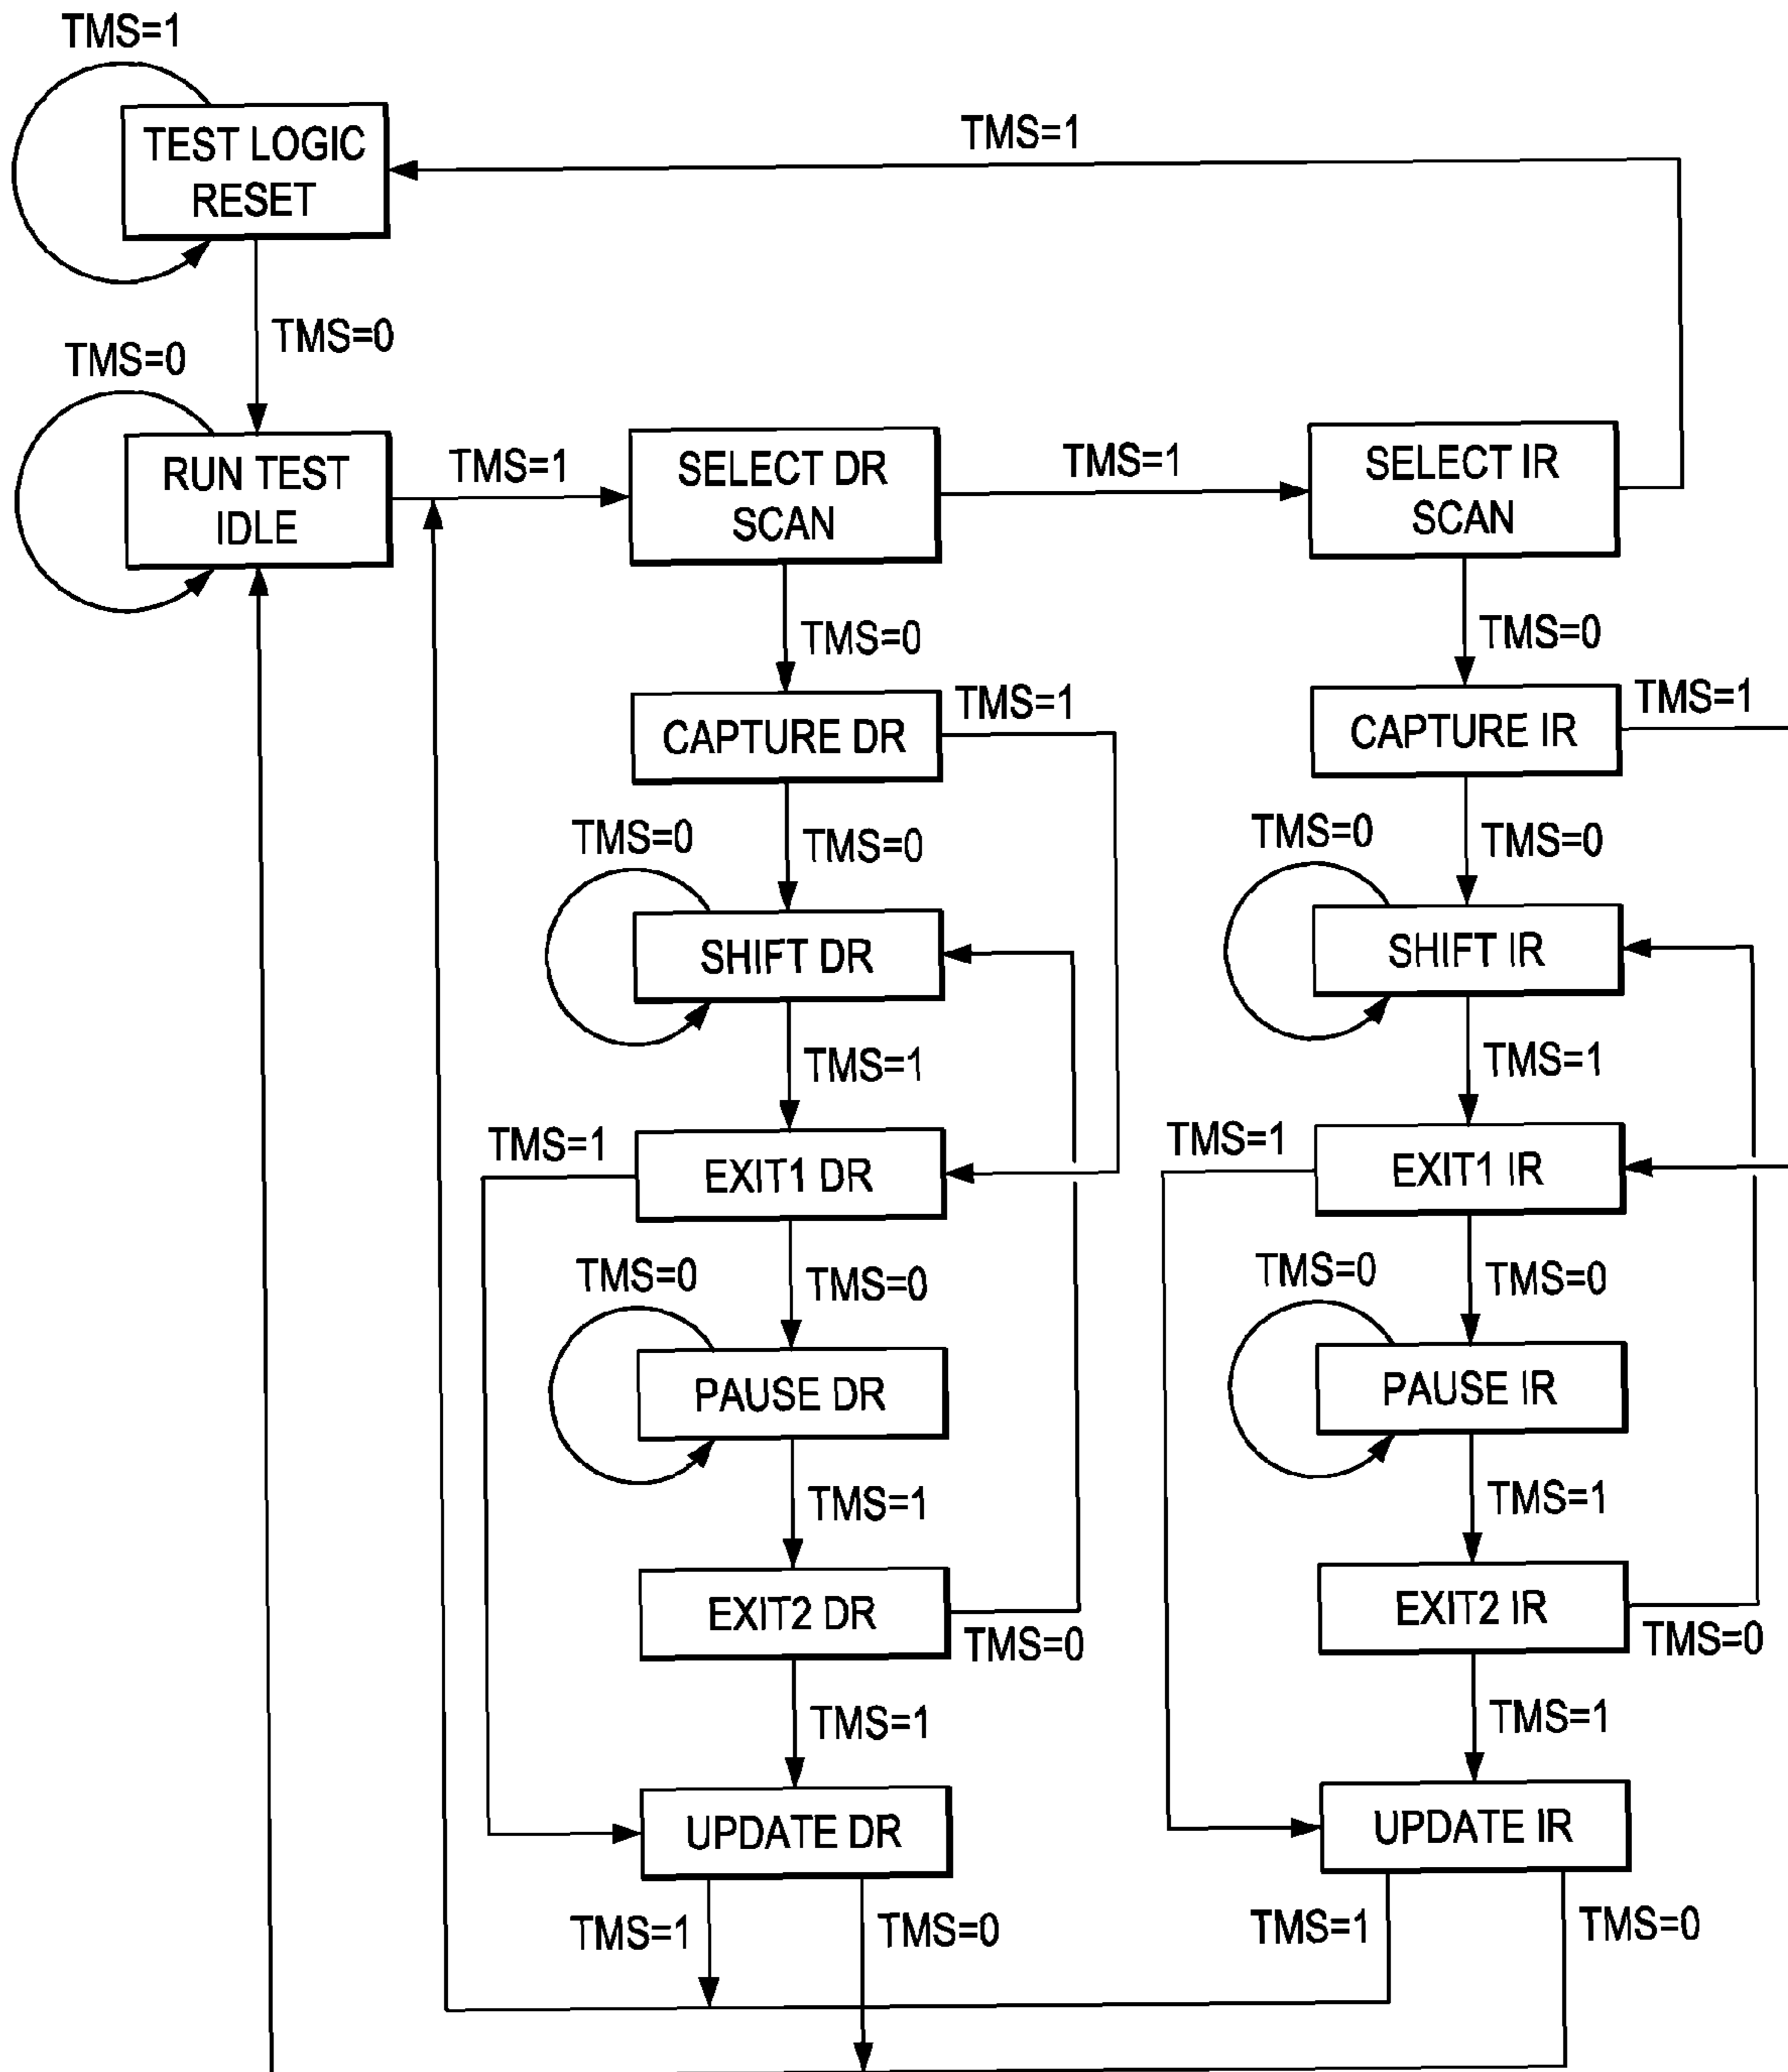 TMS=1
TEST LOGIC
RESET
TMS=1
TMS=0
TMS=0
RUN TEST
IDLE
TMS=1
SELECT DR
SCAN
TMS=1
SELECT IR
SCAN
TMS=0
TMS=0
CAPTURE DR
TMS=1
CAPTURE IR
TMS=1
TMS=0
TMS=0
TMS=0
TMS=0
SHIFT DR
SHIFT IR
TMS=1
TMS=1
TMS=1
EXIT1 DR
TMS=1
EXIT1 IR
TMS=0
TMS=0
TMS=0
TMS=0
PAUSE DR
PAUSE IR
TMS=1
TMS=1
EXIT2 DR
TMS=0
EXIT2 IR
TMS=0
TMS=1
TMS=1
UPDATE DR
UPDATE IR
TMS=1
TMS=0
TMS=1
TMS=0